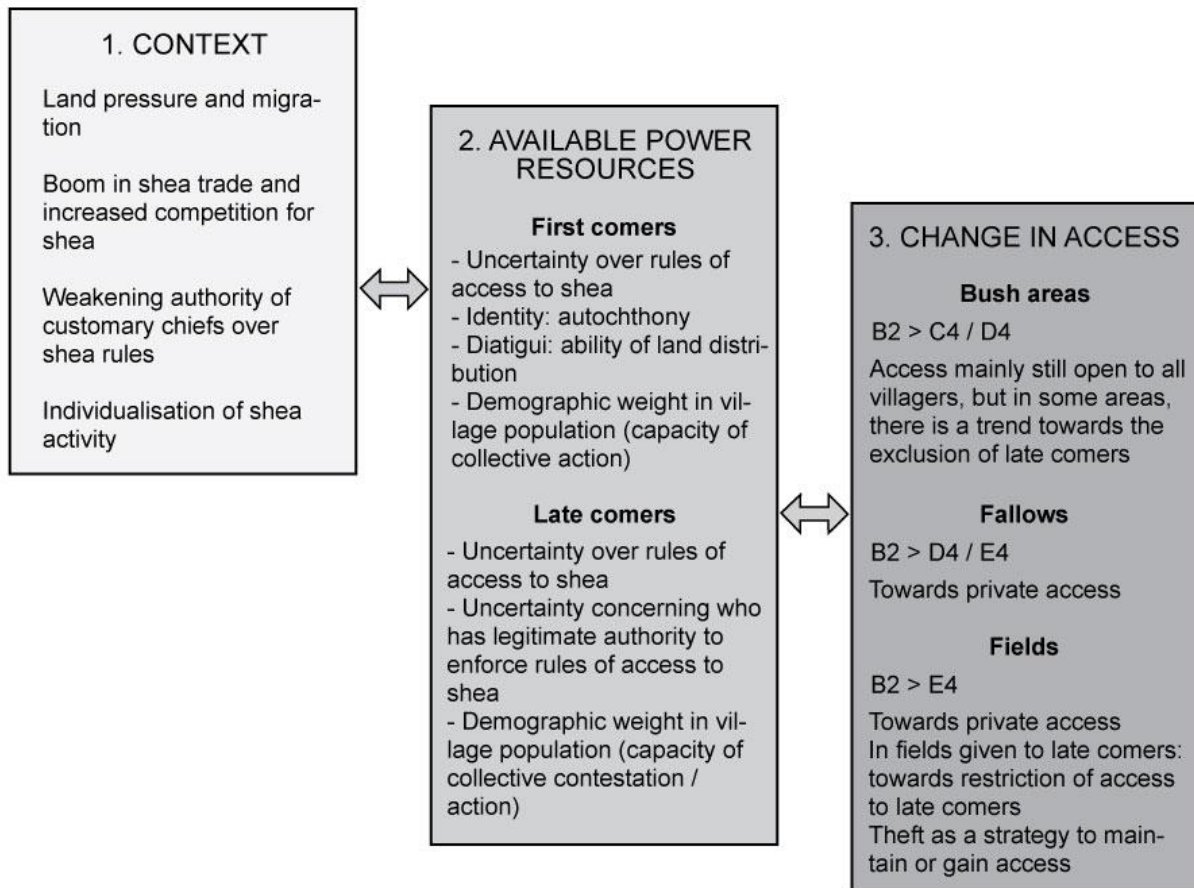 1. CONTEXT
Land pressure and migra-
tion
Boom in shea trade and
increased competition for
shea
Weakening authority of
customary chiefs over
shea rules
Individualisation of shea
activity
2. AVAILABLE POWER
RESOURCES
First comers
- Uncertainty over rules of
access to shea
- Identity: autochthony
- Diatigui: ability of land distri-
bution
- Demographic weight in vil-
lage population (capacity of
collective action)
Late comers
- Uncertainty over rules of
access to shea
- Uncertainty concerning who
has legitimate authority to
enforce rules of access to
shea
- Demographic weight in vil-
lage population (capacity of
collective contestation /
action)
3. CHANGE IN ACCESS
Bush areas
B2 > C4 / D4
Access mainly still open to all
villagers, but in some areas,
there is a trend towards the
exclusion of late comers
Fallows
B2 > D4 / E4
Towards private access
Fields
B2 > E4
Towards private access
In fields given to late comers:
towards restriction of access
to late comers
Theft as a strategy to main-
tain or gain access